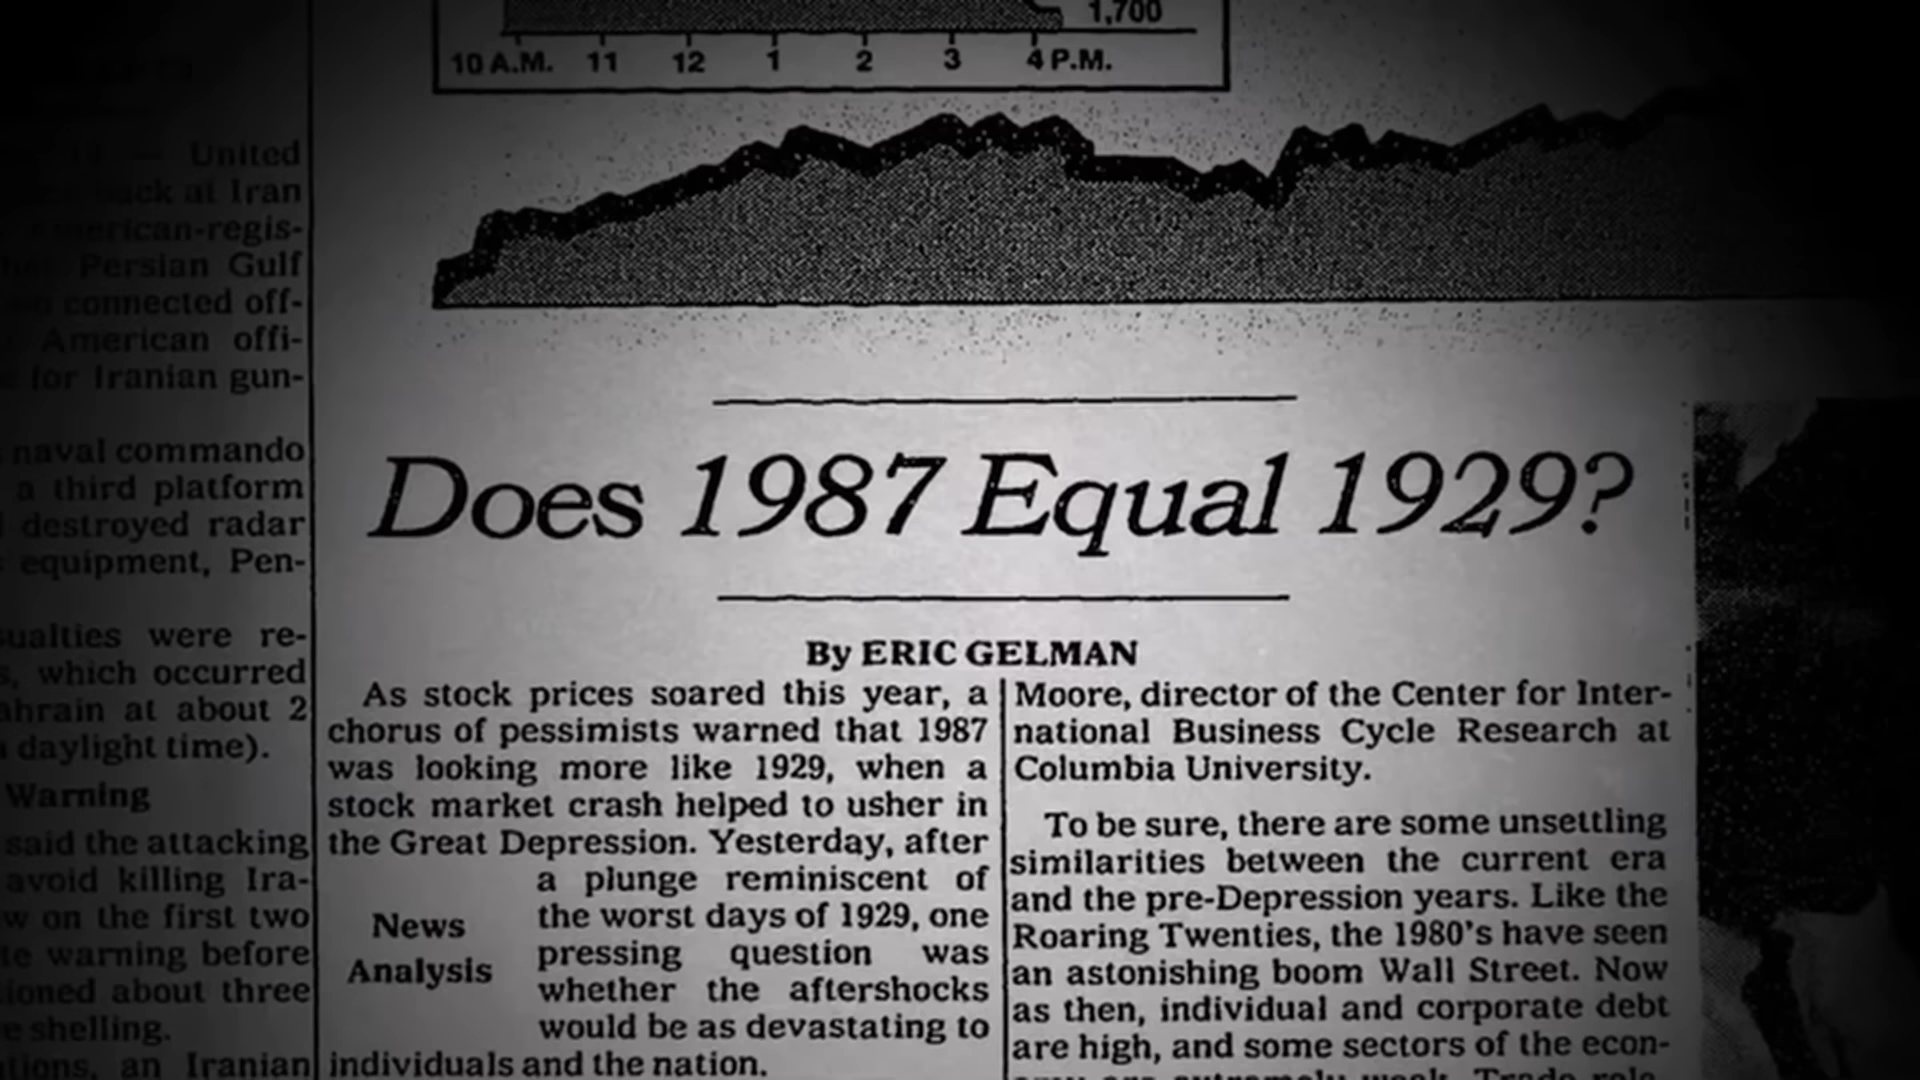 1,700
10 A.M. 11 12 1 2 3 4 P.M.
United
back at Iran
American-regis-
Persian Gulf
connected off-
American offi-
for Iranian gun-
naval commando
a third platform
destroyed radar
equipment, Pen-
were re-
which occurred
at about 2
daylight time).
Warning
said the attacking
avoid killing Ira-
on the first two
warning before
about three
shelling.
an Iranian
Does 1987 Equal 1929?
By ERIC GELMAN
As stock prices soared this year, a
chorus of pessimists warned that 1987
was looking more like 1929, when a
stock market crash helped to usher in
the Great Depression. Yesterday, after
a plunge reminiscent of
the worst days of 1929, one
pressing question was
whether the aftershocks
would be as devastating to
individuals and the nation.
News
Analysis
Moore, director of the Center for Inter-
national Business Cycle Research at
Columbia University.
To be sure, there are some unsettling
similarities between the current era
and the pre-Depression years. Like the
Roaring Twenties, the 1980's have seen
an astonishing boom Wall Street. Now
as then, individual and corporate debt
are high, and some sectors of the econ-